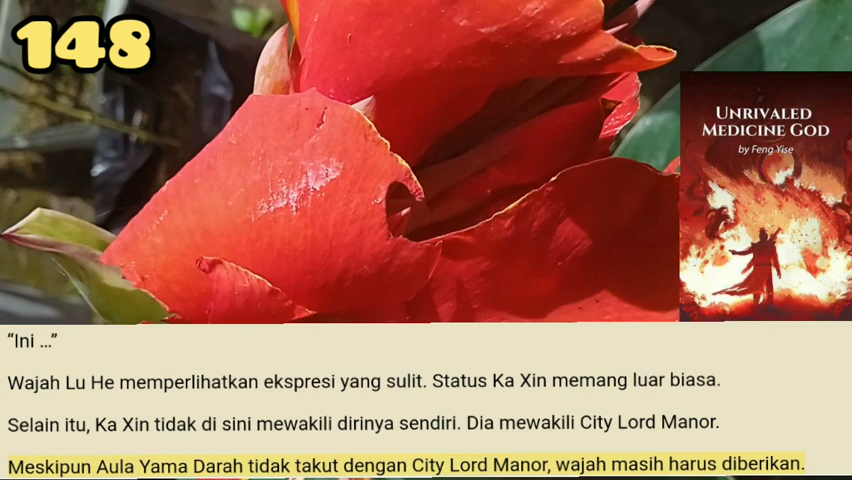 148
UNRIVALED
MEDICINE GOD
by Feng Yise
“Ini ...”
Wajah Lu He memperlihatkan ekspresi yang sulit. Status Ka Xin memang luar biasa.
Selain itu, Ka Xin tidak di sini mewakili dirinya sendiri. Dia mewakili City Lord Manor.
Meskipun Aula Yama Darah tidak takut dengan City Lord Manor, wajah masih harus diberikan.